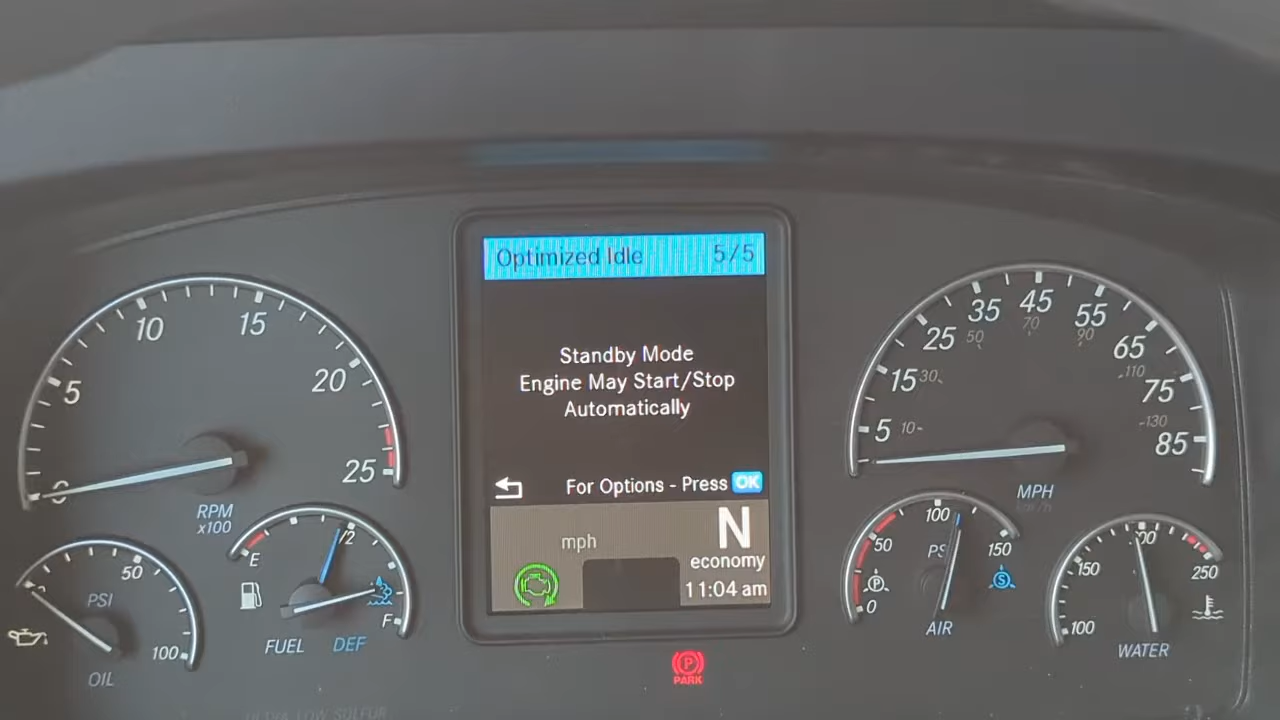 Optimized Idle 5/5
Standby Mode
Engine May Start/Stop
Automatically
For Options - Press OK
mph
N
economy
11:04 am
0
5
10
15
20
25
RPM
x100
E
1/2
F
FUEL
DEF
50
100
PSI
OIL
5 10
15 30
25 50
35
45 70
55 90
65 110
75
85 130
MPH
km/h
0
50
100
150
PSI
P
S
AIR
100
150
200
250
WATER
P
PARK
ULTRA LOW SULFUR